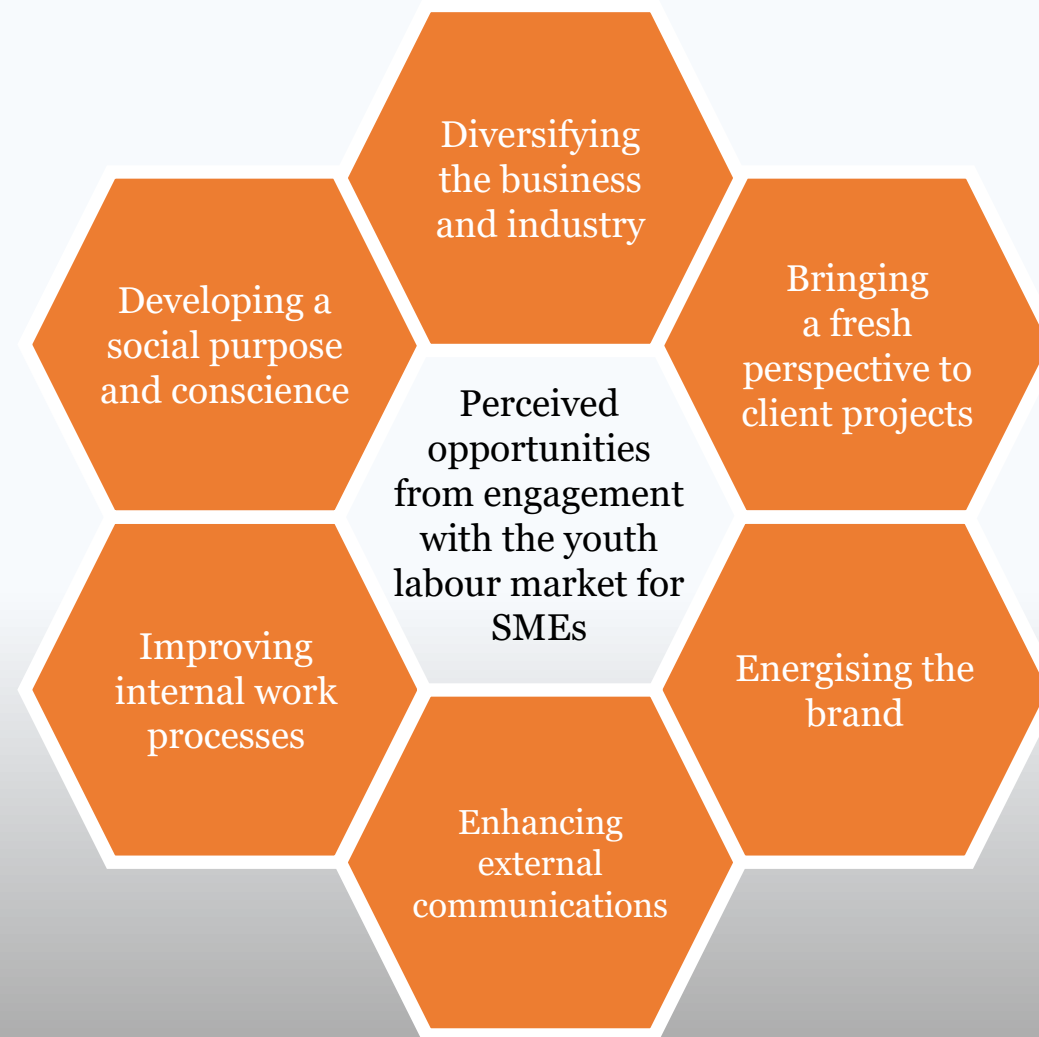 Diversifying
the business
and industry
Bringing
a fresh
perspective to
client projects
Energising the
brand
Enhancing
external
communications
Improving
internal work
processes
Developing a
social purpose
and conscience
Perceived
opportunities
from engagement
with the youth
labour market for
SMEs